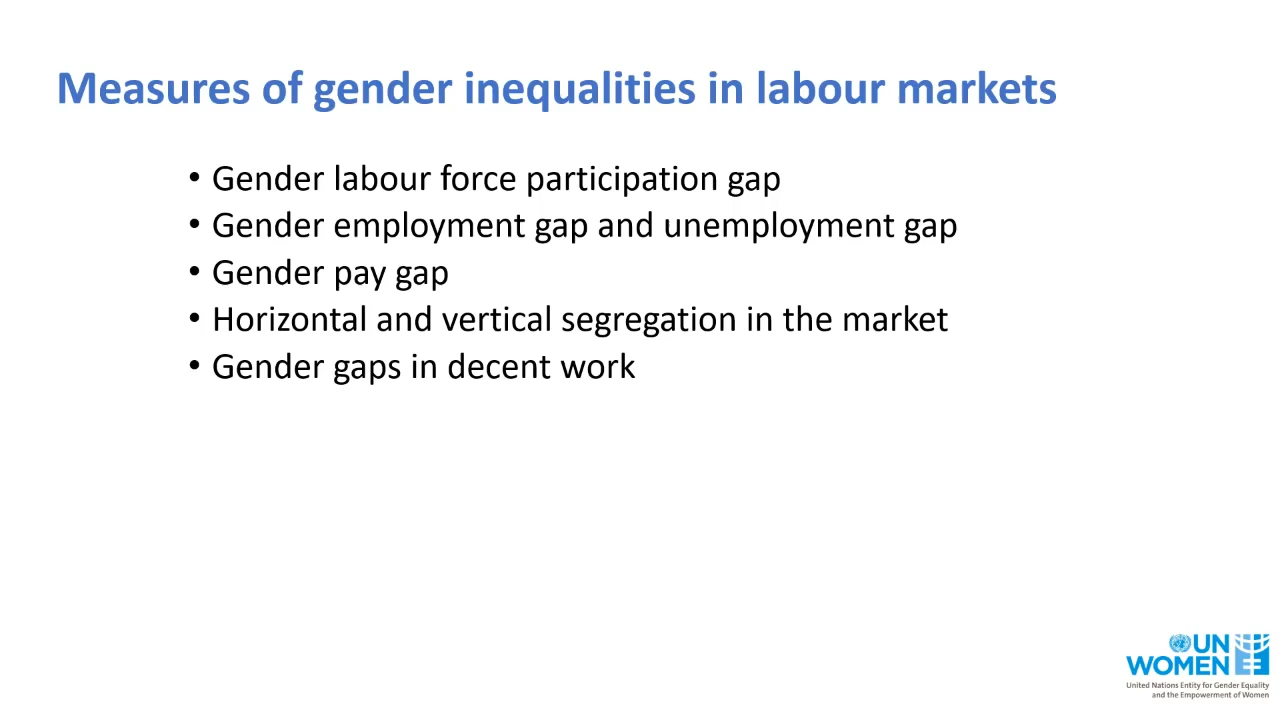 Measures of gender inequalities in labour markets
• Gender labour force participation gap
• Gender employment gap and unemployment gap
• Gender pay gap
• Horizontal and vertical segregation in the market
• Gender gaps in decent work
UN
WOMEN
United Nations Entity for Gender Equality
and the Empowerment of Women